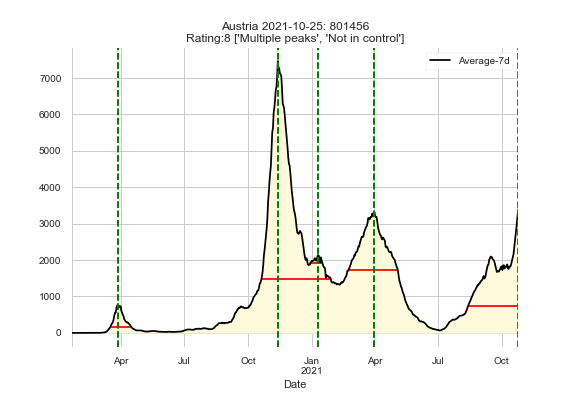 Austria 2021-10-25: 801456
Rating:8 ['Multiple peaks', 'Not in control']
Average-7d
7000
6000
5000
4000
3000
2000
1000
0
Apr Jul Oct Jan Apr Jul Oct
2021
Date